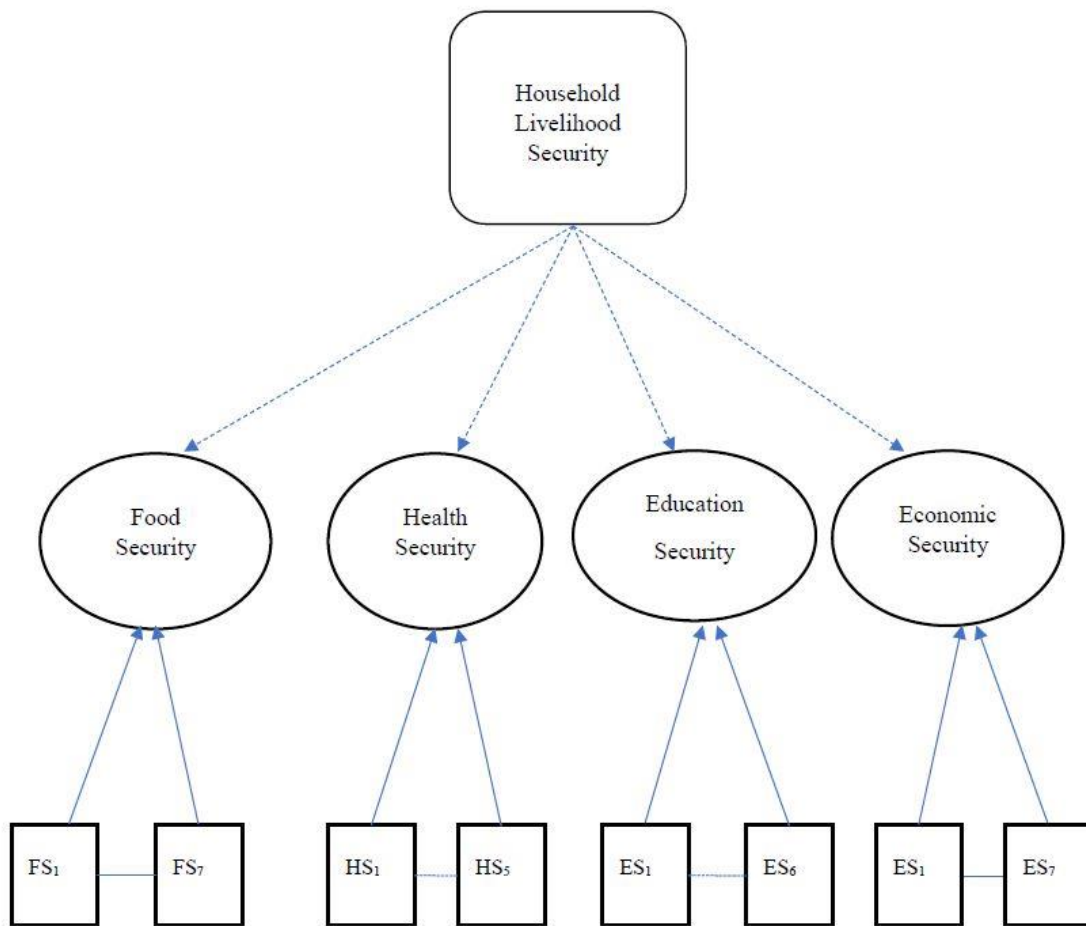 Household
Livelihood
Security
Food
Security
Health
Security
Education
Security
Economic
Security
FS₁
FS₇
HS₁
HS₅
ES₁
ES₆
ES₁
ES₇